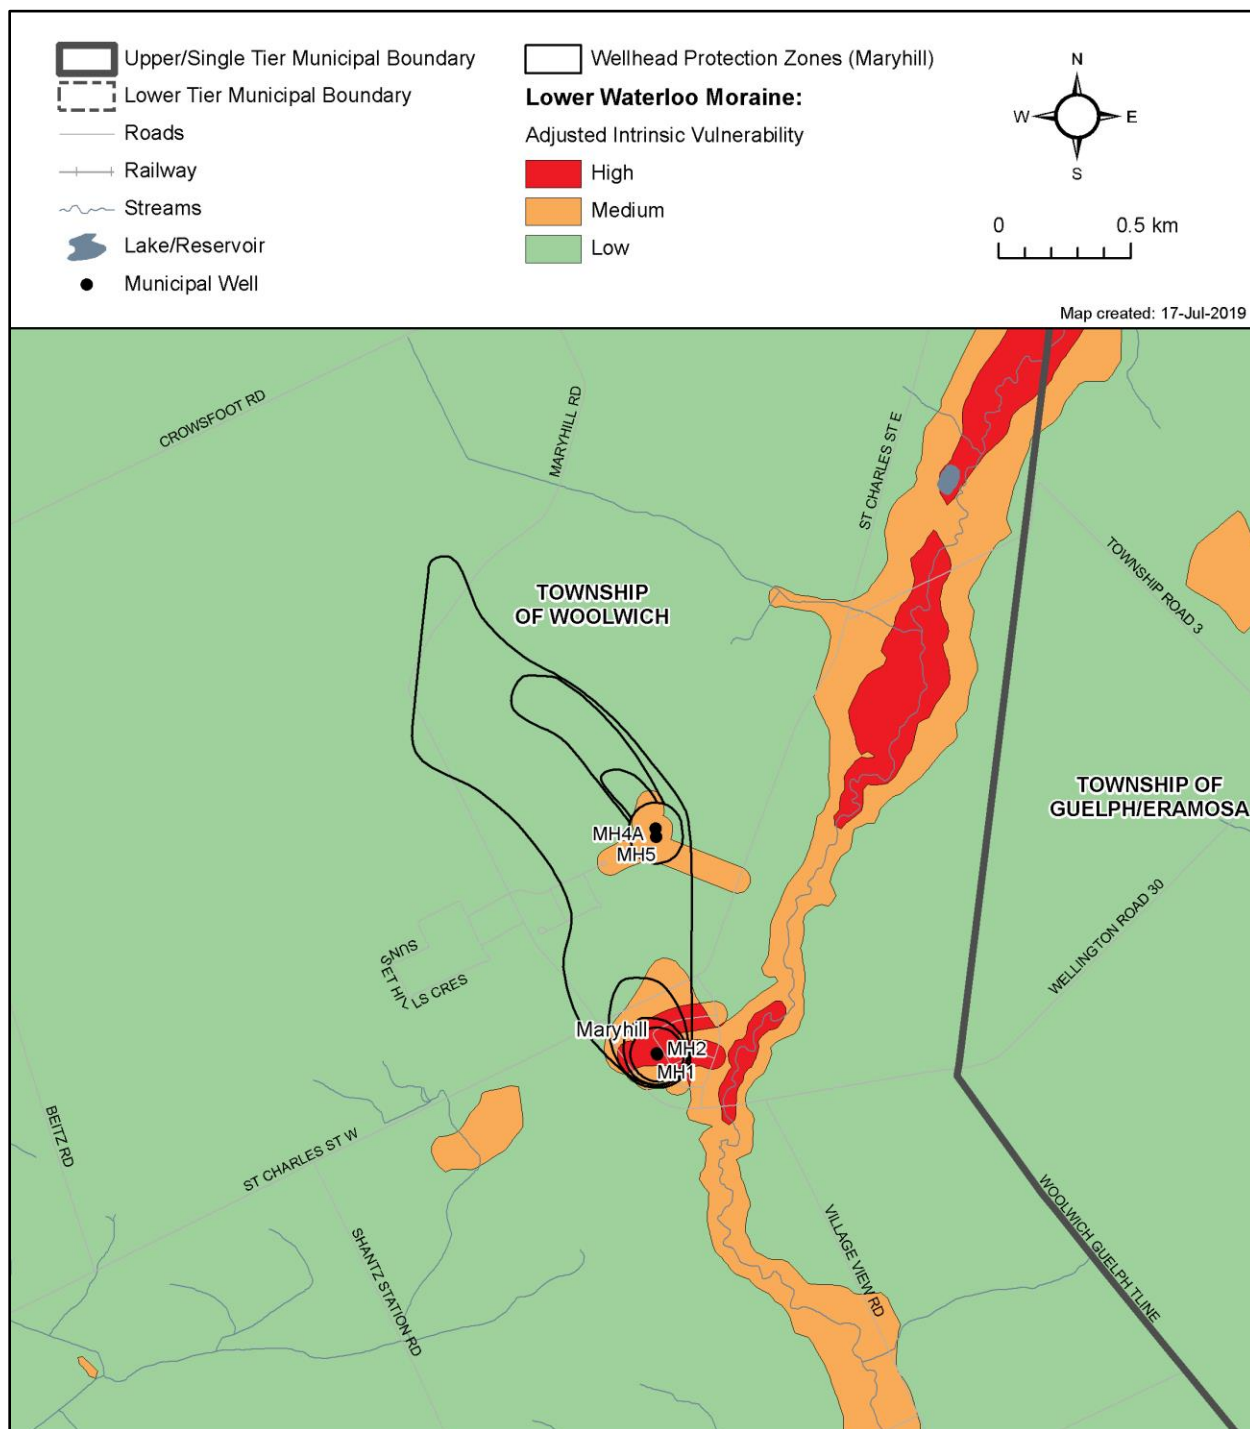 Upper/Single Tier Municipal Boundary
Lower Tier Municipal Boundary
Roads
Railway
Streams
Lake/Reservoir
Municipal Well
Wellhead Protection Zones (Maryhill)
Lower Waterloo Moraine:
Adjusted Intrinsic Vulnerability
High
Medium
Low
N
W
E
S
0
0.5 km
Map created: 17-Jul-2019
CROWSFOOT RD
MARYHILL RD
ST CHARLES ST E
TOWNSHIP ROAD 3
TOWNSHIP
OF WOOLWICH
TOWNSHIP OF
GUELPH/ERAMOSA
MH4A
MH5
WELLINGTON ROAD 30
SUNSET HILLS CRES
Maryhill
MH2
MH1
BEITZ RD
ST CHARLES ST W
SHANTZ STATION RD
VILLAGE VIEW RD
WOOLWICH GUELPH TLINE